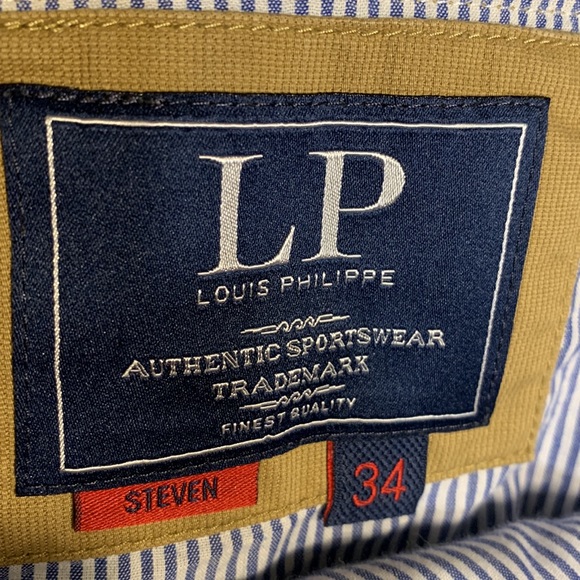 LP
LOUIS PHILIPPE
AUTHENTIC SPORTSWEAR
TRADEMARK
FINEST QUALITY
STEVEN
34